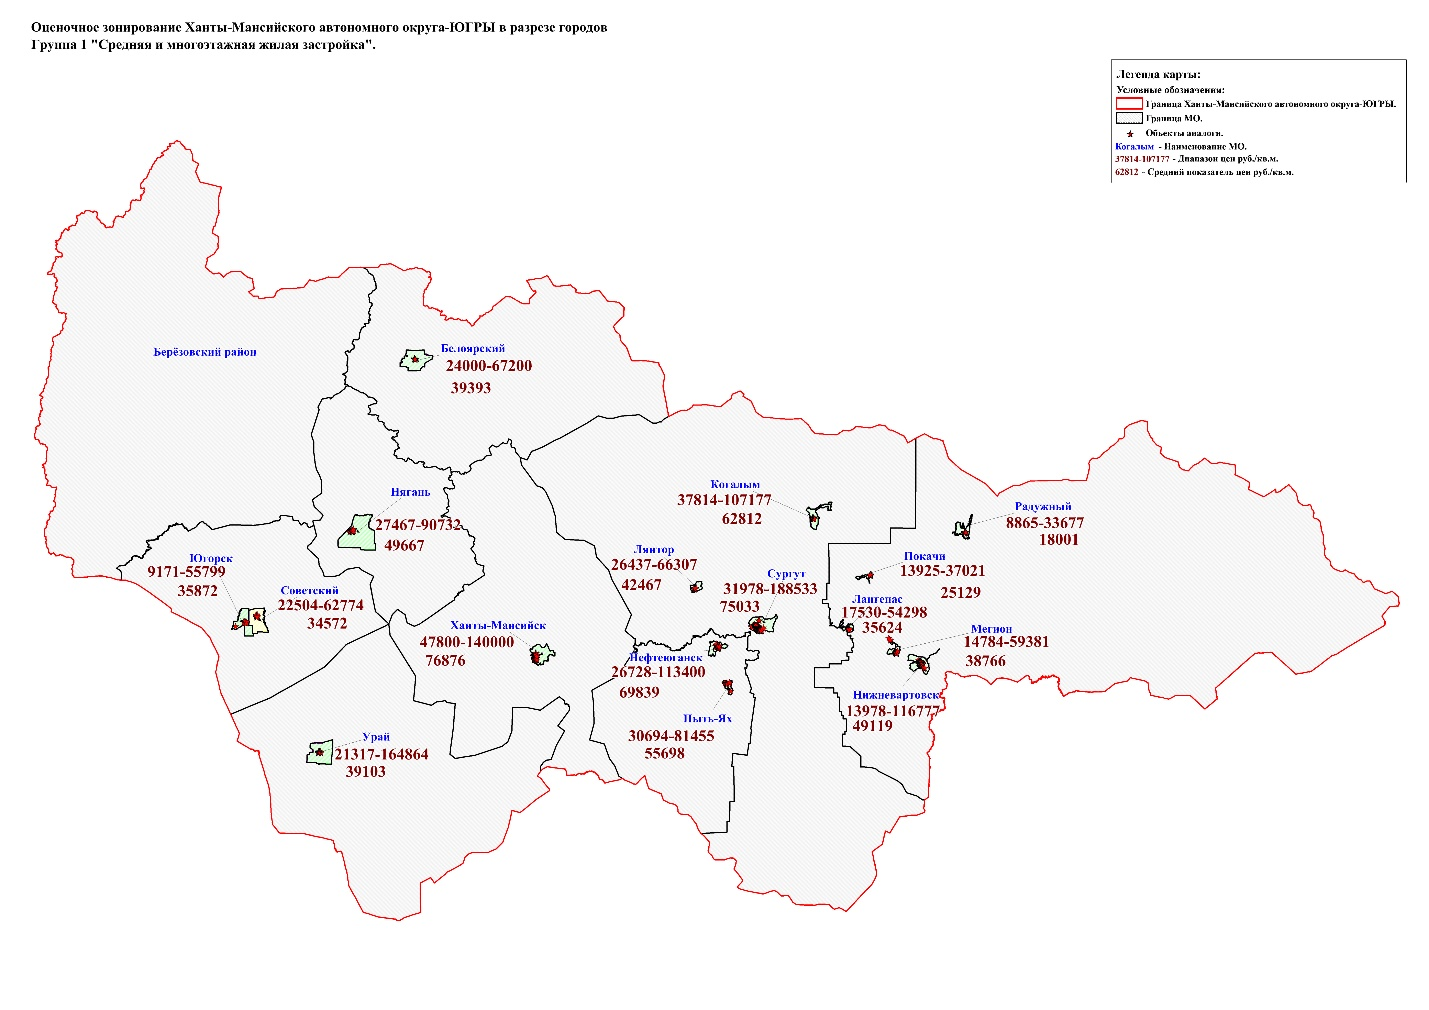 Оценочное зонирование Ханты-Мансийского автономного округа-ЮГРЫ в разрезе городов
Группа 1 "Средняя и многоэтажная жилая застройка".
Легенда карты:
Условные обозначения:
Граница Ханты-Мансийского автономного округа-ЮГРЫ.
Граница МО.
Объекты аналоги.
Когалым - Наименование МО.
37814-107177 - Диапазон цен руб./кв.м.
62812 - Средний показатель цен руб./кв.м.
Берёзовский район
Белоярский
24000-67200
39393
Нягань
27467-90732
49667
Югорск
9171-55799
35872
Советский
22504-62774
34572
Ханты-Мансийск
47800-140000
76876
Урай
21317-164864
39103
Когалым
37814-107177
62812
Лянтор
26437-66307
42467
Сургут
31978-188533
75033
Нефтеюганск
26728-113400
69839
Пыть-Ях
30694-81455
55698
Радужный
8865-33677
18001
Покачи
13925-37021
25129
Лангепас
17530-54298
35624
Мегион
14784-59381
38766
Нижневартовск
13978-116777
49119